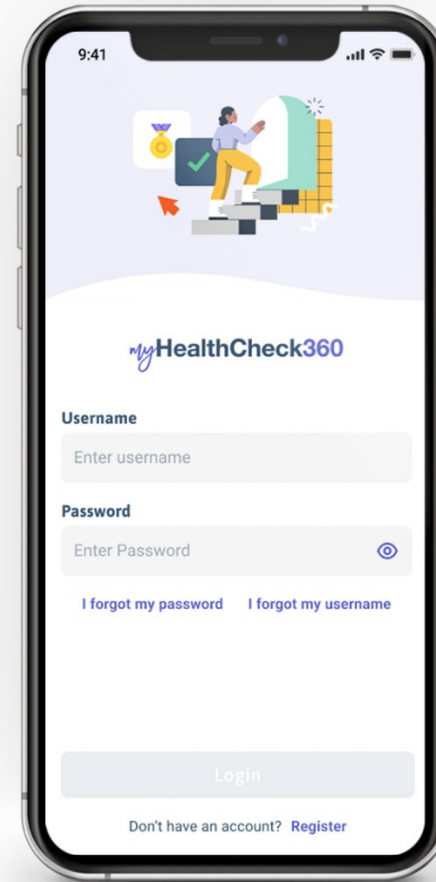 9:41
myHealthCheck360
Username
Enter username
Password
Enter Password
I forgot my password I forgot my username
Login
Don't have an account? Register